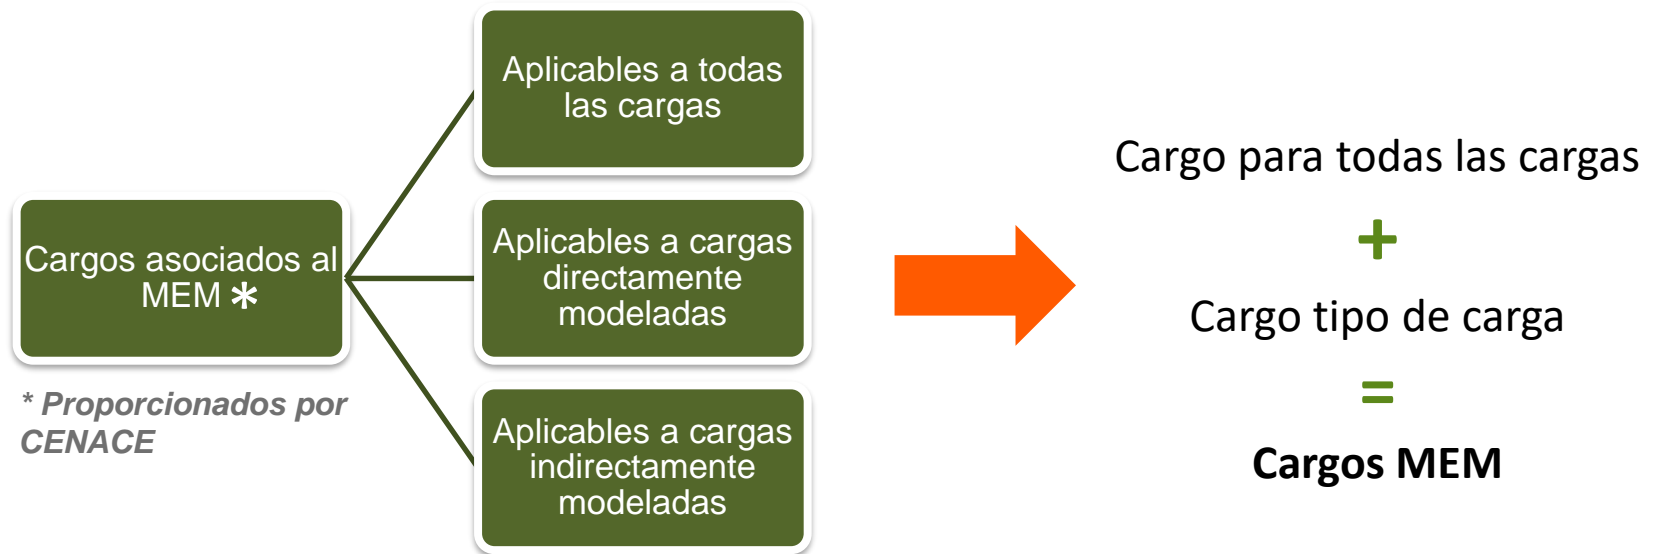 Cargos asociados al
MEM *
* Proporcionados por
CENACE
Aplicables a todas
las cargas
Aplicables a cargas
directamente
modeladas
Aplicables a cargas
indirectamente
modeladas
Cargo para todas las cargas
+
Cargo tipo de carga
=
Cargos MEM